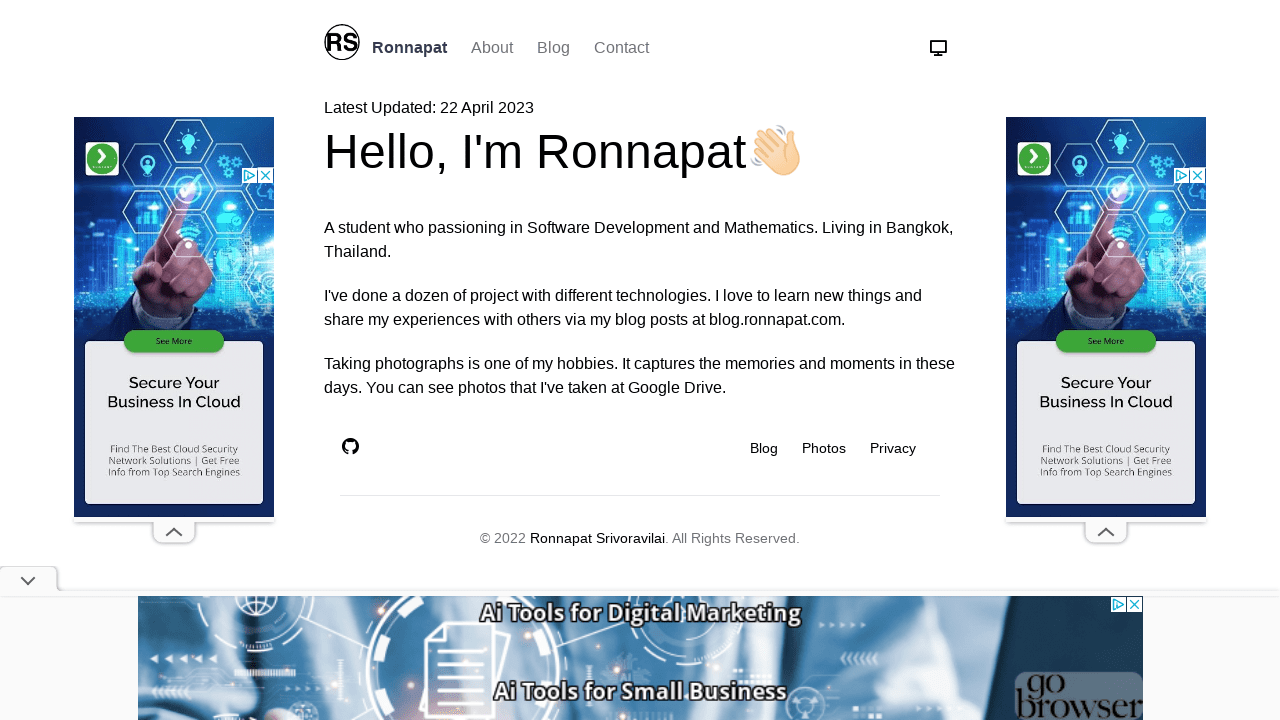 RS
Ronnapat
About
Blog
Contact
Latest Updated: 22 April 2023
Hello, I'm Ronnapat
A student who passioning in Software Development and Mathematics. Living in Bangkok,
Thailand.
I've done a dozen of project with different technologies. I love to learn new things and
share my experiences with others via my blog posts at blog.ronnapat.com.
Taking photographs is one of my hobbies. It captures the memories and moments in these
days. You can see photos that I've taken at Google Drive.
Blog
Photos
Privacy
© 2022 Ronnapat Srivoravilai. All Rights Reserved.
See More
Secure Your
Business In Cloud
Find The Best Cloud Security
Network Solutions | Get Free
Info from Top Search Engines
See More
Secure Your
Business In Cloud
Find The Best Cloud Security
Network Solutions | Get Free
Info from Top Search Engines
Ai Tools for Digital Marketing
Ai Tools for Small Business
go
browser